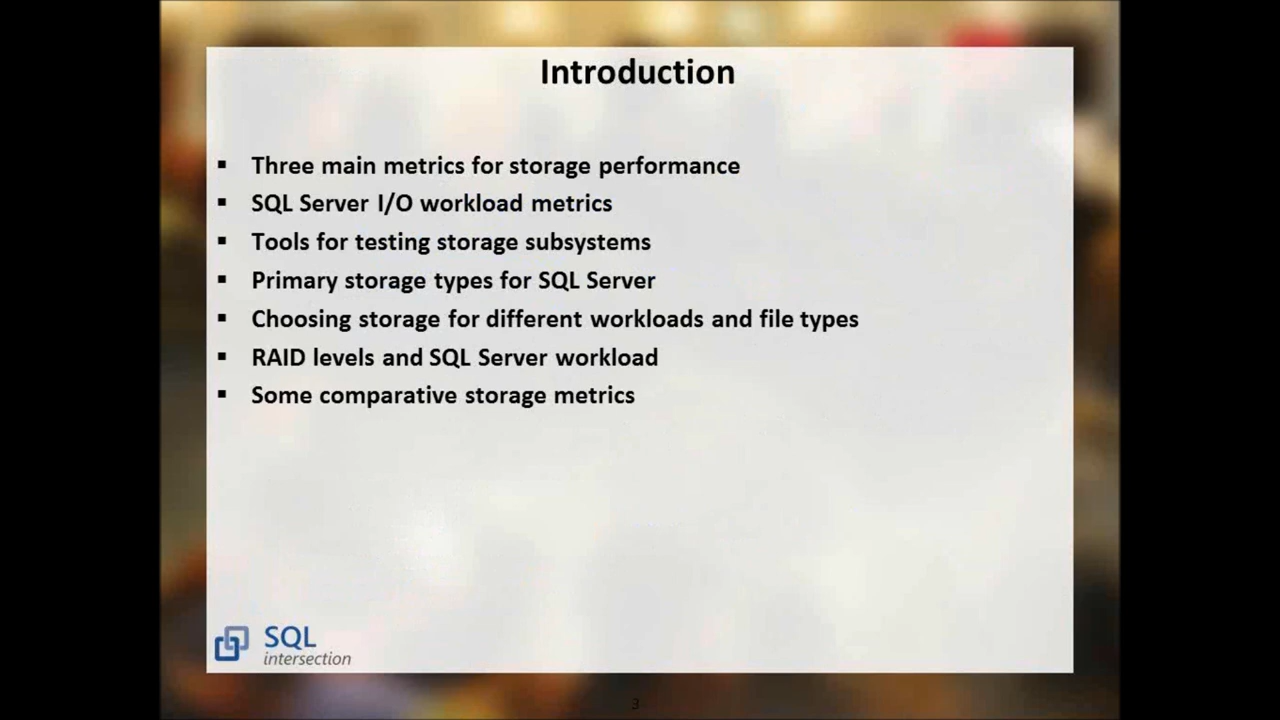 Introduction
▪ Three main metrics for storage performance
▪ SQL Server I/O workload metrics
▪ Tools for testing storage subsystems
▪ Primary storage types for SQL Server
▪ Choosing storage for different workloads and file types
▪ RAID levels and SQL Server workload
▪ Some comparative storage metrics
SQL
intersection
3